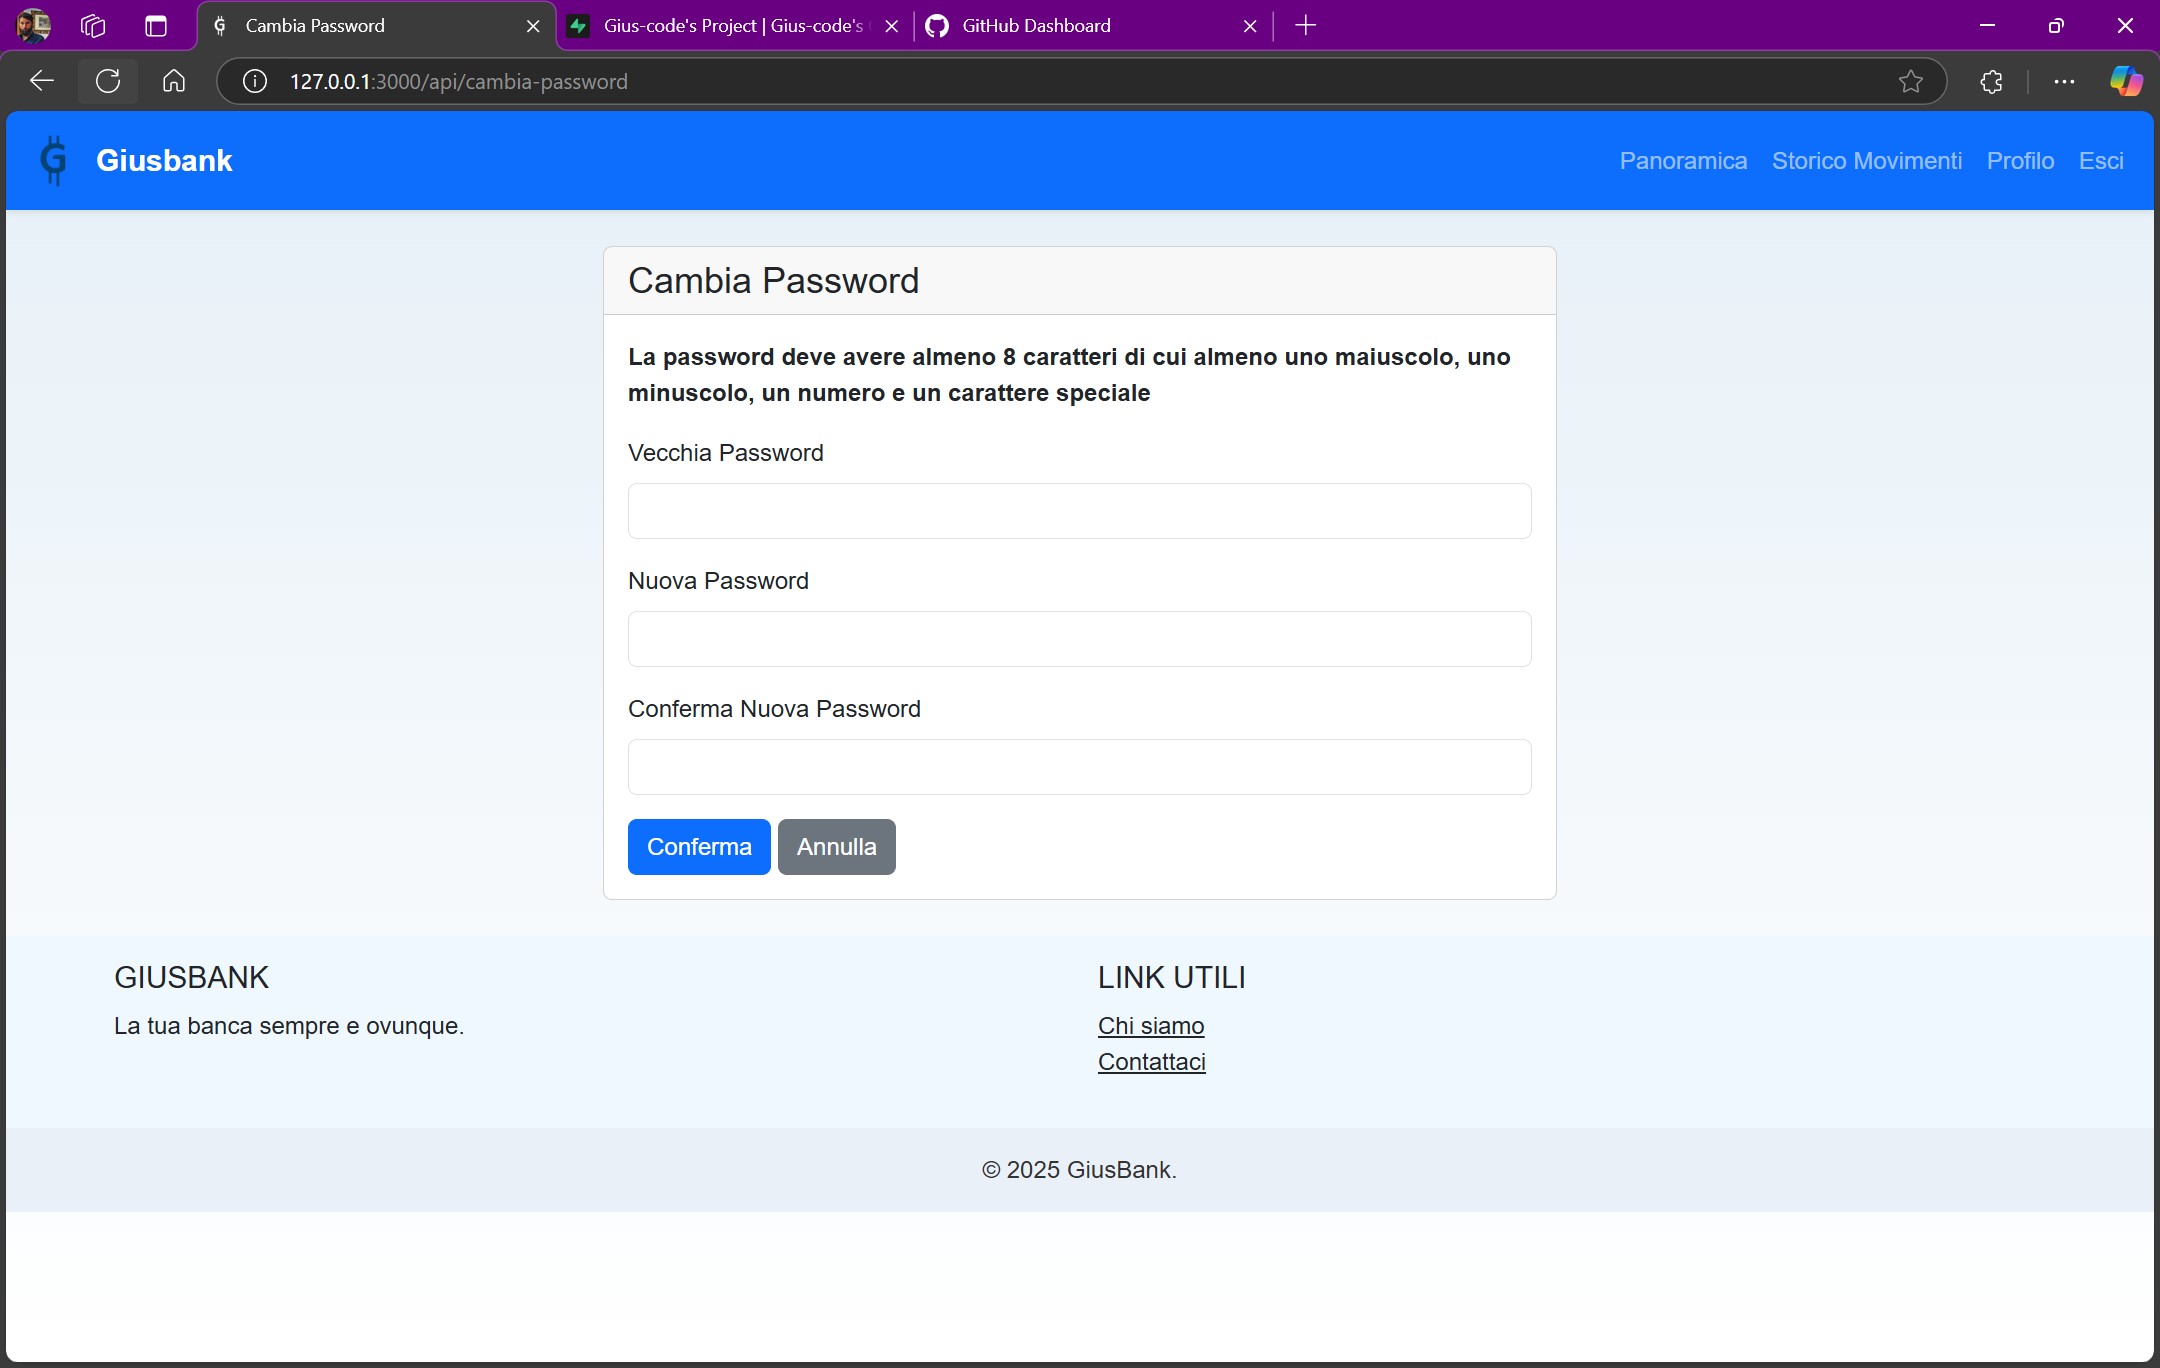 Cambia Password
Gius-code's Project | Gius-code's
GitHub Dashboard
127.0.0.1:3000/api/cambia-password
Giusbank
Panoramica
Storico Movimenti
Profilo
Esci
Cambia Password
La password deve avere almeno 8 caratteri di cui almeno uno maiuscolo, uno
minuscolo, un numero e un carattere speciale
Vecchia Password
Nuova Password
Conferma Nuova Password
Conferma
Annulla
GIUSBANK
La tua banca sempre e ovunque.
LINK UTILI
Chi siamo
Contattaci
© 2025 GiusBank.